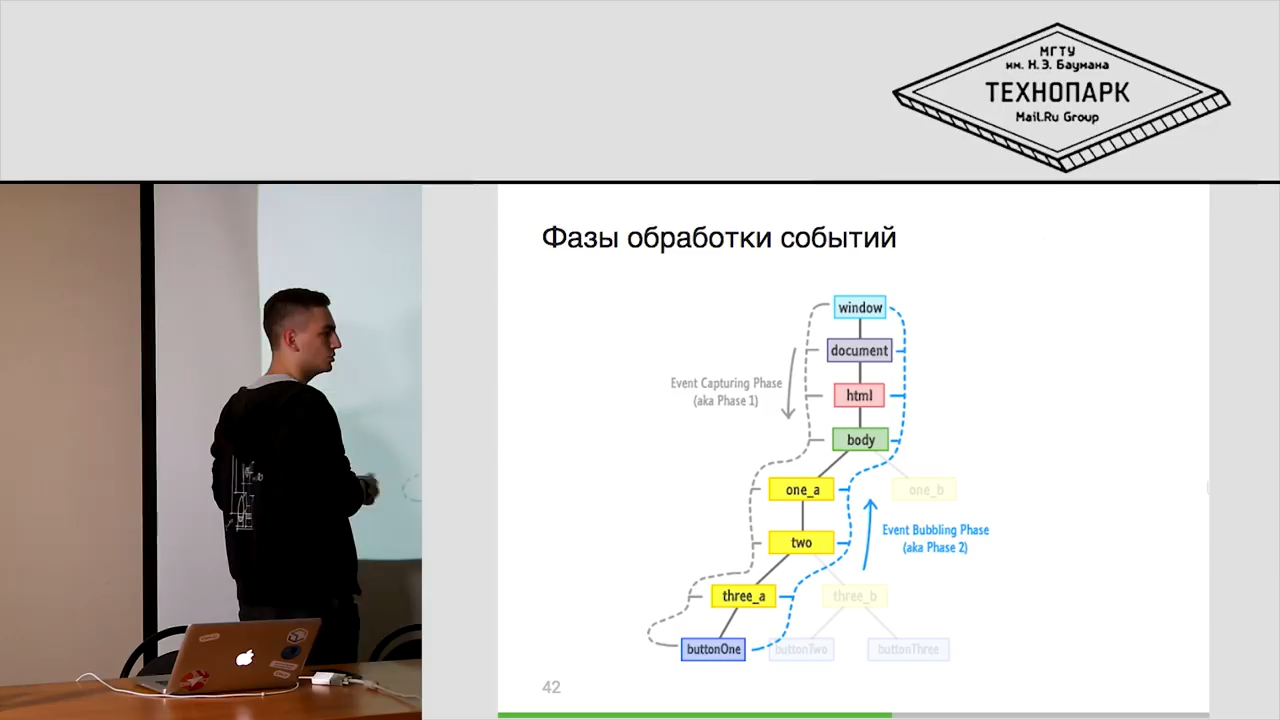 МГТУ
им. Н.Э. Баумана
ТЕХНОПАРК
Mail.Ru Group
Фазы обработки событий
window
document
Event Capturing Phase
(aka Phase 1)
html
body
one_a
one_b
two
Event Bubbling Phase
(aka Phase 2)
three_a
three_b
buttonOne
buttonTwo
buttonThree
42